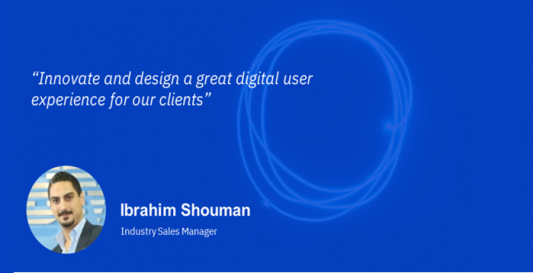 “Innovate and design a great digital user
experience for our clients”
Ibrahim Shouman
Industry Sales Manager